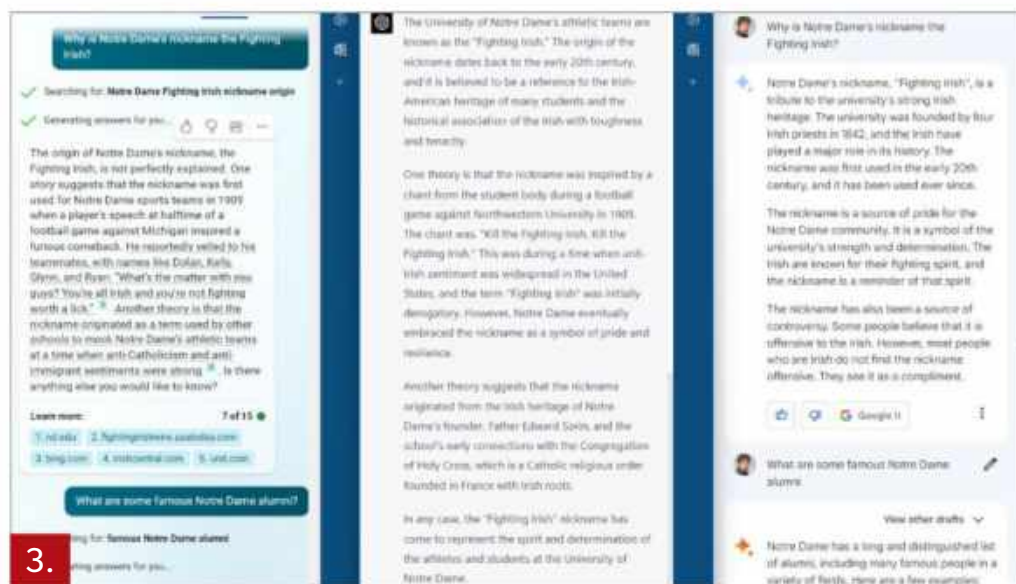 Why is Notre Dame's nickname the Fighting
Irish?
Searching for: Notre Dame Fighting Irish nickname origin
Generating answers for you...
The origin of Notre Dame's nickname, the
Fighting Irish, is not perfectly explained. One
story suggests that the nickname was first
used for Notre Dame sports teams in 1909
when a player's speech at halftime of a
football game against Michigan inspired a
furious comeback. He reportedly yelled to his
teammates, with names like Dolan, Kelly,
Glynn, and Ryan: "What's the matter with you
guys? You're all Irish and you're not fighting
worth a lick." Another theory is that the
nickname originated as a term used by other
schools to mock Notre Dame's athletic teams
at a time when anti-Catholicism and anti-
immigrant sentiments were strong. Is there
anything else you would like to know?
Learn more: 7 of 15
1. nd.edu 2. fightingirishwire.usatoday.com
3. bing.com 4. irishcentral.com 5. und.com
What are some famous Notre Dame alumni?
ing for: famous Notre Dame alumni
ating answers for you...
3.
The University of Notre Dame's athletic teams are
known as the "Fighting Irish." The origin of the
nickname dates back to the early 20th century,
and it is believed to be a reference to the Irish-
American heritage of many students and the
historical association of the Irish with toughness
and tenacity.
One theory is that the nickname was inspired by a
chant from the student body during a football
game against Northwestern University in 1909.
The chant was, "Kill the Fighting Irish, Kill the
Fighting Irish." This was during a time when anti-
Irish sentiment was widespread in the United
States, and the term "Fighting Irish" was initially
derogatory. However, Notre Dame eventually
embraced the nickname as a symbol of pride and
resilience.
Another theory suggests that the nickname
originated from the Irish heritage of Notre
Dame's founder, Father Edward Sorin, and the
school's early connections with the Congregation
of Holy Cross, which is a Catholic religious order
founded in France with Irish roots.
In any case, the "Fighting Irish" nickname has
come to represent the spirit and determination of
the athletes and students at the University of
Notre Dame.
Why is Notre Dame's nickname the
Fighting Irish?
Notre Dame's nickname, "Fighting Irish", is a
tribute to the university's strong Irish
heritage. The university was founded by four
Irish priests in 1842, and the Irish have
played a major role in its history. The
nickname was first used in the early 20th
century, and it has been used ever since.
The nickname is a source of pride for the
Notre Dame community. It is a symbol of the
university's strength and determination. The
Irish are known for their fighting spirit, and
the nickname is a reminder of that spirit.
The nickname has also been a source of
controversy. Some people believe that it is
offensive to the Irish. However, most people
who are Irish do not find the nickname
offensive. They see it as a compliment.
Google It
What are some famous Notre Dame
alumni
View other drafts
Notre Dame has a long and distinguished list
of alumni, including many famous people in a
variety of fields. Here are a few examples: